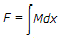 F = ∫Mdx